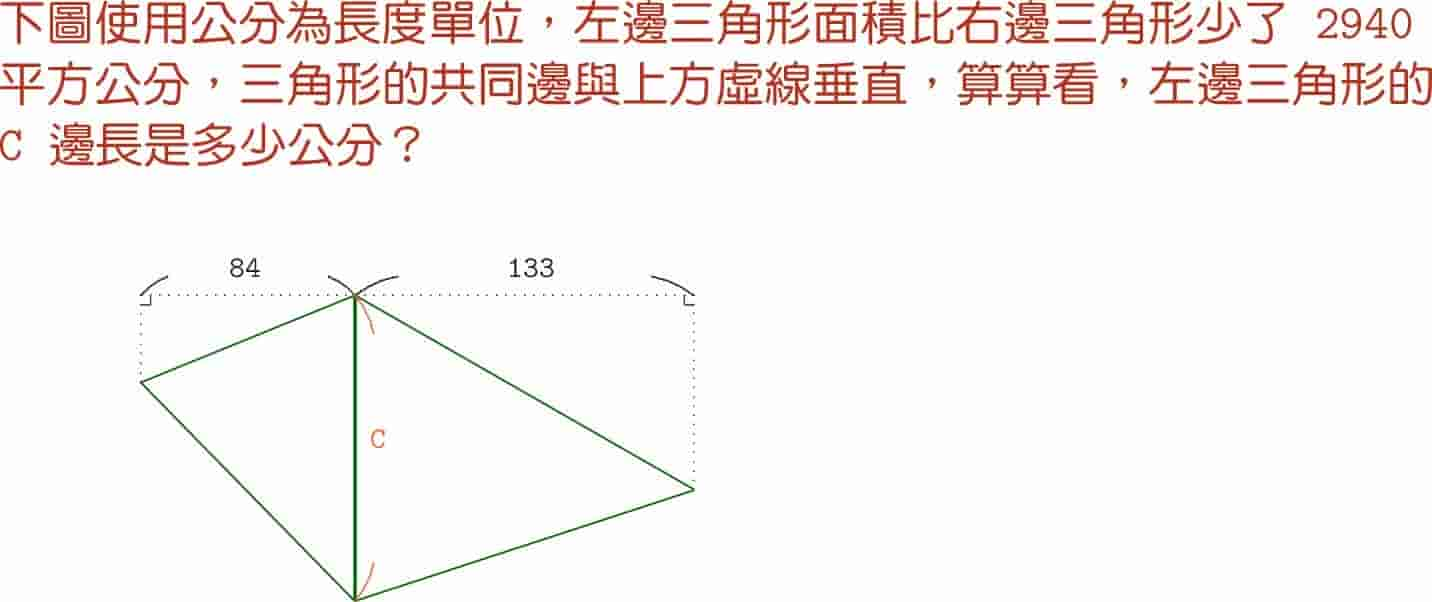 下圖使用公分為長度單位，左邊三角形面積比右邊三角形少了 2940
平方公分，三角形的共同邊與上方虛線垂直，算算看，左邊三角形的
C 邊長是多少公分？
84 133
C